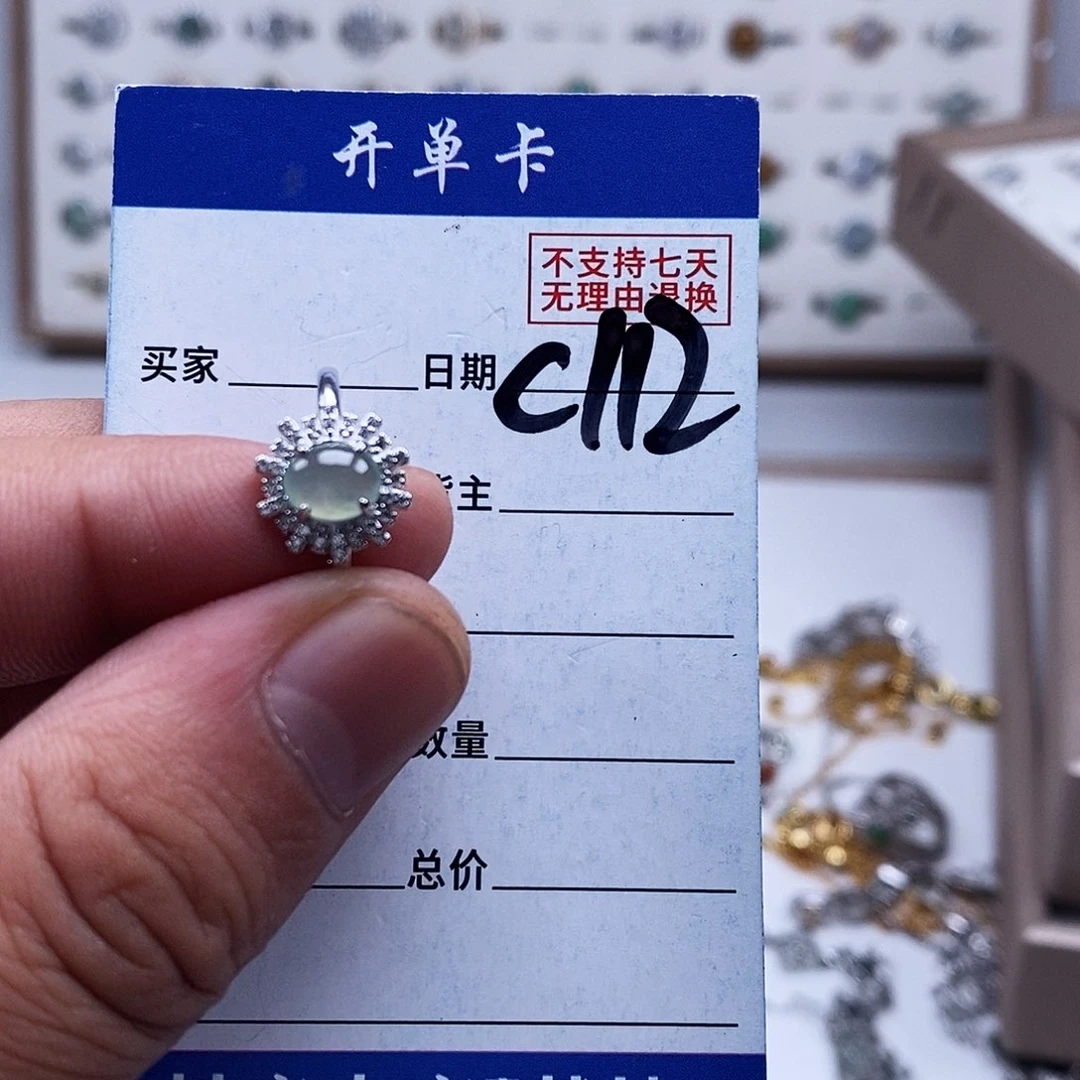 开单卡
不支持七天
无理由退换
买家 日期 C112
主
数量
总价